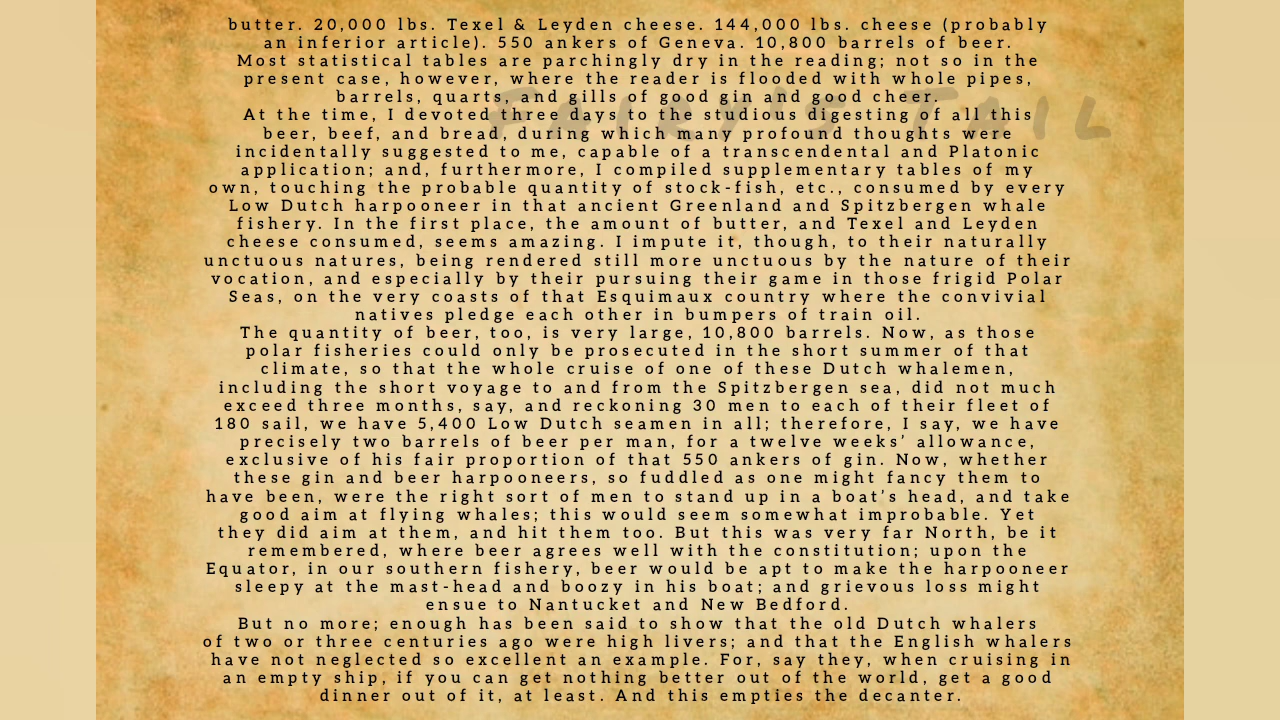 butter. 20,000 lbs. Texel & Leyden cheese. 144,000 lbs. cheese (probably
an inferior article). 550 ankers of Geneva. 10,800 barrels of beer.
Most statistical tables are parchingly dry in the reading; not so in the
present case, however, where the reader is flooded with whole pipes,
barrels, quarts, and gills of good gin and good cheer.
At the time, I devoted three days to the studious digesting of all this
beer, beef, and bread, during which many profound thoughts were
incidentally suggested to me, capable of a transcendental and Platonic
application; and, furthermore, I compiled supplementary tables of my
own, touching the probable quantity of stock-fish, etc., consumed by every
Low Dutch harpooneer in that ancient Greenland and Spitzbergen whale
fishery. In the first place, the amount of butter, and Texel and Leyden
cheese consumed, seems amazing. I impute it, though, to their naturally
unctuous natures, being rendered still more unctuous by the nature of their
vocation, and especially by their pursuing their game in those frigid Polar
Seas, on the very coasts of that Esquimaux country where the convivial
natives pledge each other in bumpers of train oil.
The quantity of beer, too, is very large, 10,800 barrels. Now, as those
polar fisheries could only be prosecuted in the short summer of that
climate, so that the whole cruise of one of these Dutch whalemen,
including the short voyage to and from the Spitzbergen sea, did not much
exceed three months, say, and reckoning 30 men to each of their fleet of
180 sail, we have 5,400 Low Dutch seamen in all; therefore, I say, we have
precisely two barrels of beer per man, for a twelve weeks’ allowance,
exclusive of his fair proportion of that 550 ankers of gin. Now, whether
these gin and beer harpooneers, so fuddled as one might fancy them to
have been, were the right sort of men to stand up in a boat’s head, and take
good aim at flying whales; this would seem somewhat improbable. Yet
they did aim at them, and hit them too. But this was very far North, be it
remembered, where beer agrees well with the constitution; upon the
Equator, in our southern fishery, beer would be apt to make the harpooneer
sleepy at the mast-head and boozy in his boat; and grievous loss might
ensue to Nantucket and New Bedford.
But no more; enough has been said to show that the old Dutch whalers
of two or three centuries ago were high livers; and that the English whalers
have not neglected so excellent an example. For, say they, when cruising in
an empty ship, if you can get nothing better out of the world, get a good
dinner out of it, at least. And this empties the decanter.